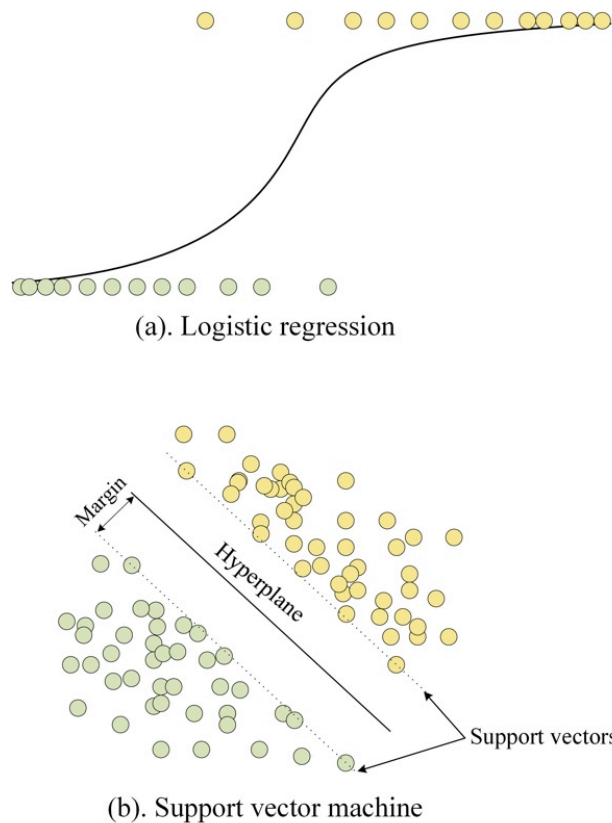 (a). Logistic regression
Margin
Hyperplane
Support vectors
(b). Support vector machine